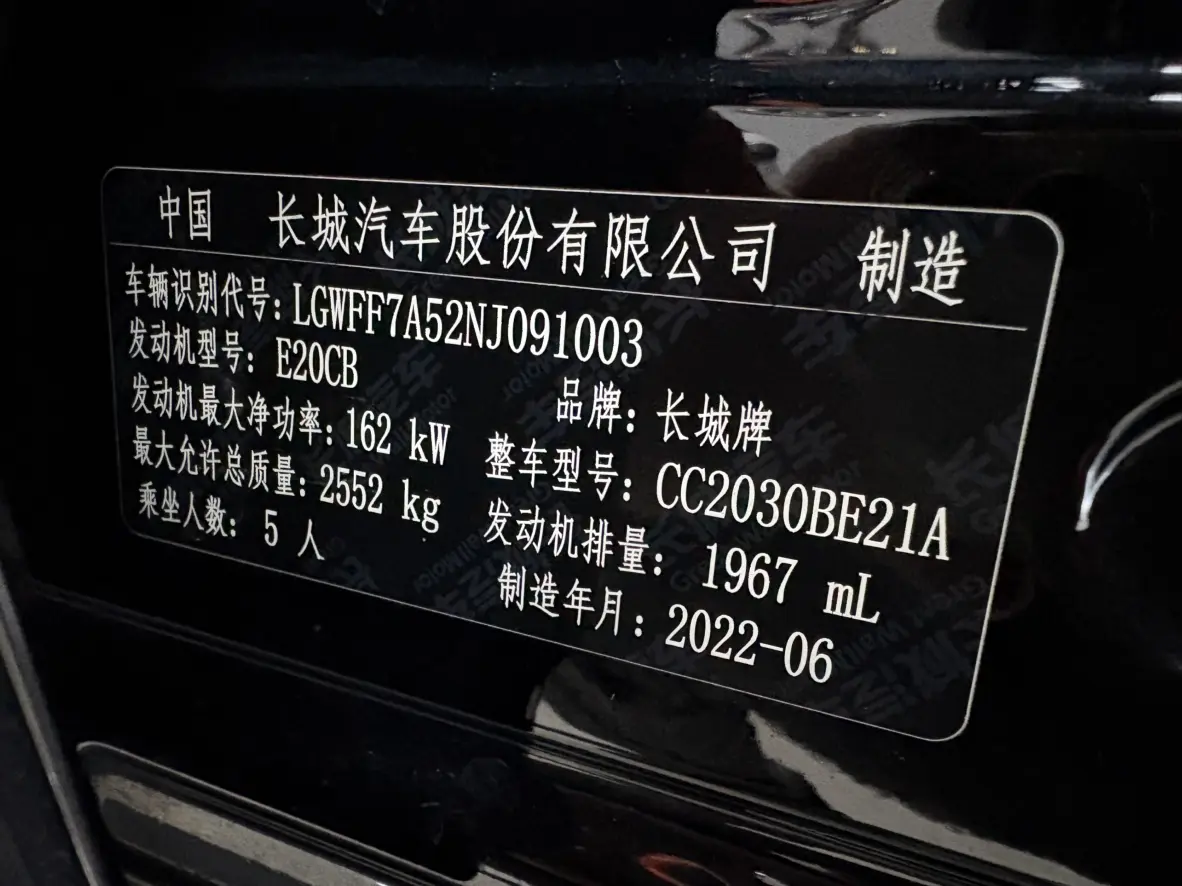 中国 长城汽车股份有限公司 制造
车辆识别代号:LGWFF7A52NJ091003
发动机型号:E20CB 品牌:长城牌
发动机最大净功率:162 kW 整车型号:CC2030BE21A
最大允许总质量:2552 kg 发动机排量:1967 mL
乘坐人数:5 人 制造年月:2022-06